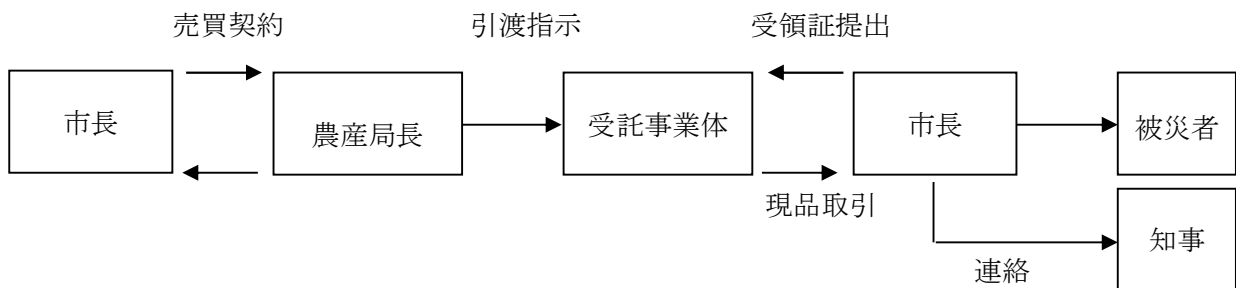 売買契約
引渡指示
受領証提出
市長
農産局長
受託事業体
市長
被災者
現品取引
知事
連絡